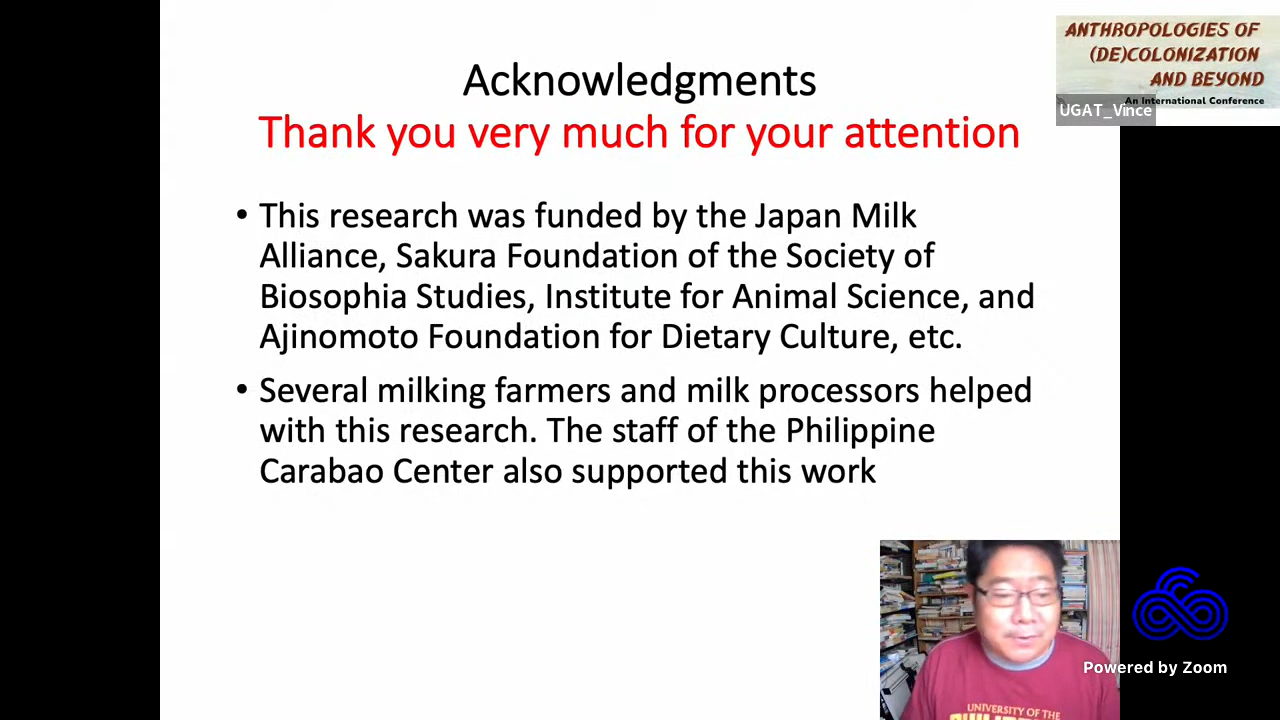 Acknowledgments
Thank you very much for your attention
• This research was funded by the Japan Milk
Alliance, Sakura Foundation of the Society of
Biosophia Studies, Institute for Animal Science, and
Ajinomoto Foundation for Dietary Culture, etc.
• Several milking farmers and milk processors helped
with this research. The staff of the Philippine
Carabao Center also supported this work
ANTHROPOLOGIES OF
(DE)COLONIZATION
AND BEYOND
An International Conference
UGAT_Vince
Powered by Zoom
UNIVERSITY OF THE